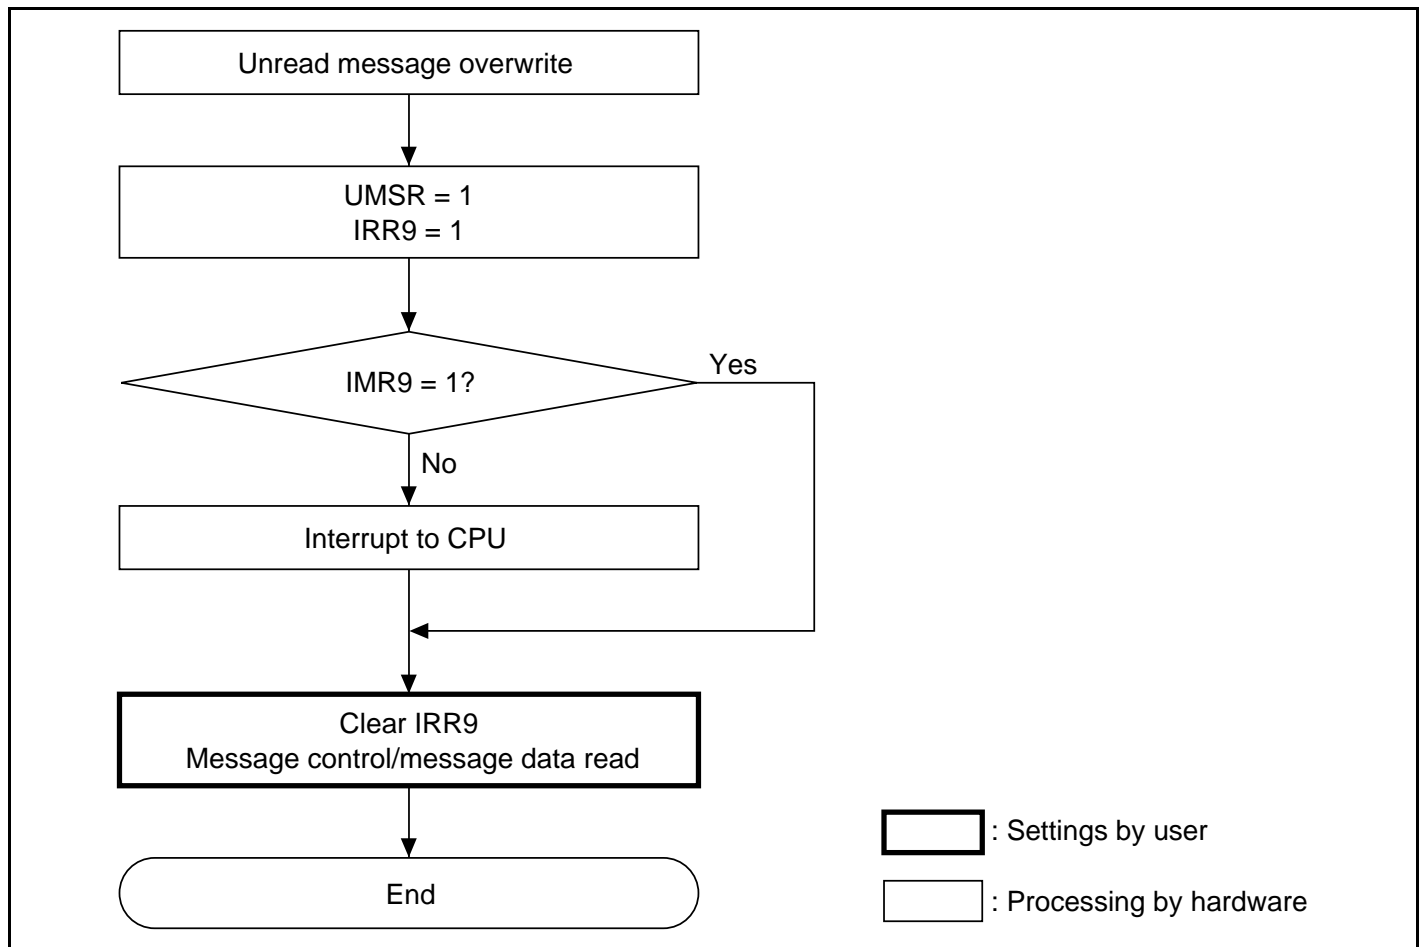 Unread message overwrite
UMSR = 1
IRR9 = 1
IMR9 = 1?
Yes
No
Interrupt to CPU
Clear IRR9
Message control/message data read
End
: Settings by user
: Processing by hardware